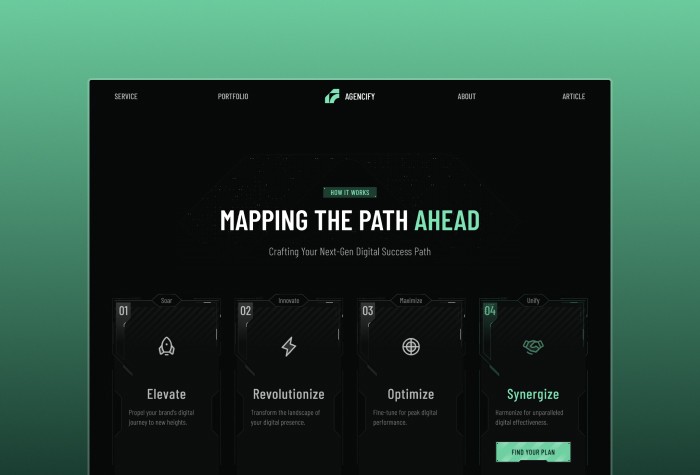 SERVICE PORTFOLIO AGENCIFY ABOUT ARTICLE
HOW IT WORKS
MAPPING THE PATH AHEAD
Crafting Your Next-Gen Digital Success Path
Soar
01
Elevate
Propel your brand's digital
journey to new heights.
Innovate
02
Revolutionize
Transform the landscape of
your digital presence.
Maximize
03
Optimize
Fine-tune for peak digital
performance.
Unify
04
Synergize
Harmonize for unparalleled
digital effectiveness.
FIND YOUR PLAN